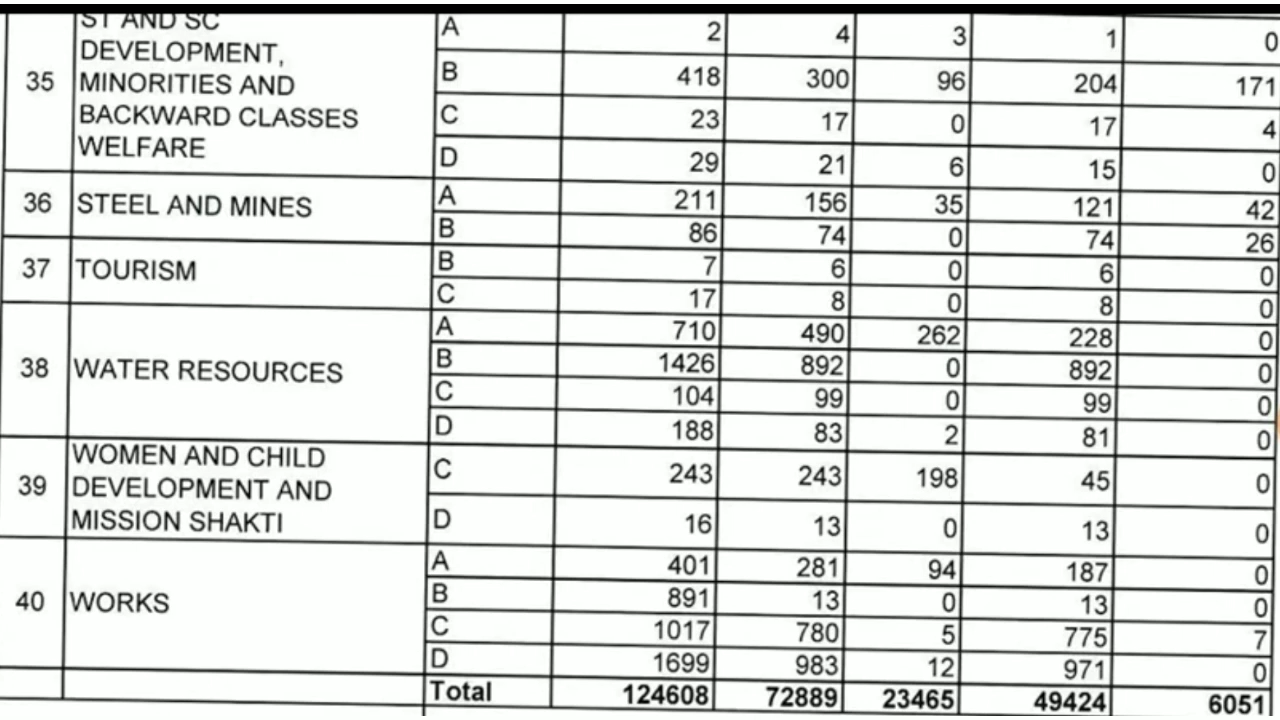 35 ST AND SC DEVELOPMENT, MINORITIES AND BACKWARD CLASSES WELFARE A 2 4 3 1 0
B 418 300 96 204 171
C 23 17 0 17 4
D 29 21 6 15 0
36 STEEL AND MINES A 211 156 35 121 42
B 86 74 0 74 26
37 TOURISM B 7 6 0 6 0
C 17 8 0 8 0
38 WATER RESOURCES A 710 490 262 228 0
B 1426 892 0 892 0
C 104 99 0 99 0
D 188 83 2 81 0
39 WOMEN AND CHILD DEVELOPMENT AND MISSION SHAKTI C 243 243 198 45 0
D 16 13 0 13 0
40 WORKS A 401 281 94 187 0
B 891 13 0 13 0
C 1017 780 5 775 7
D 1699 983 12 971 0
Total 124608 72889 23465 49424 6051